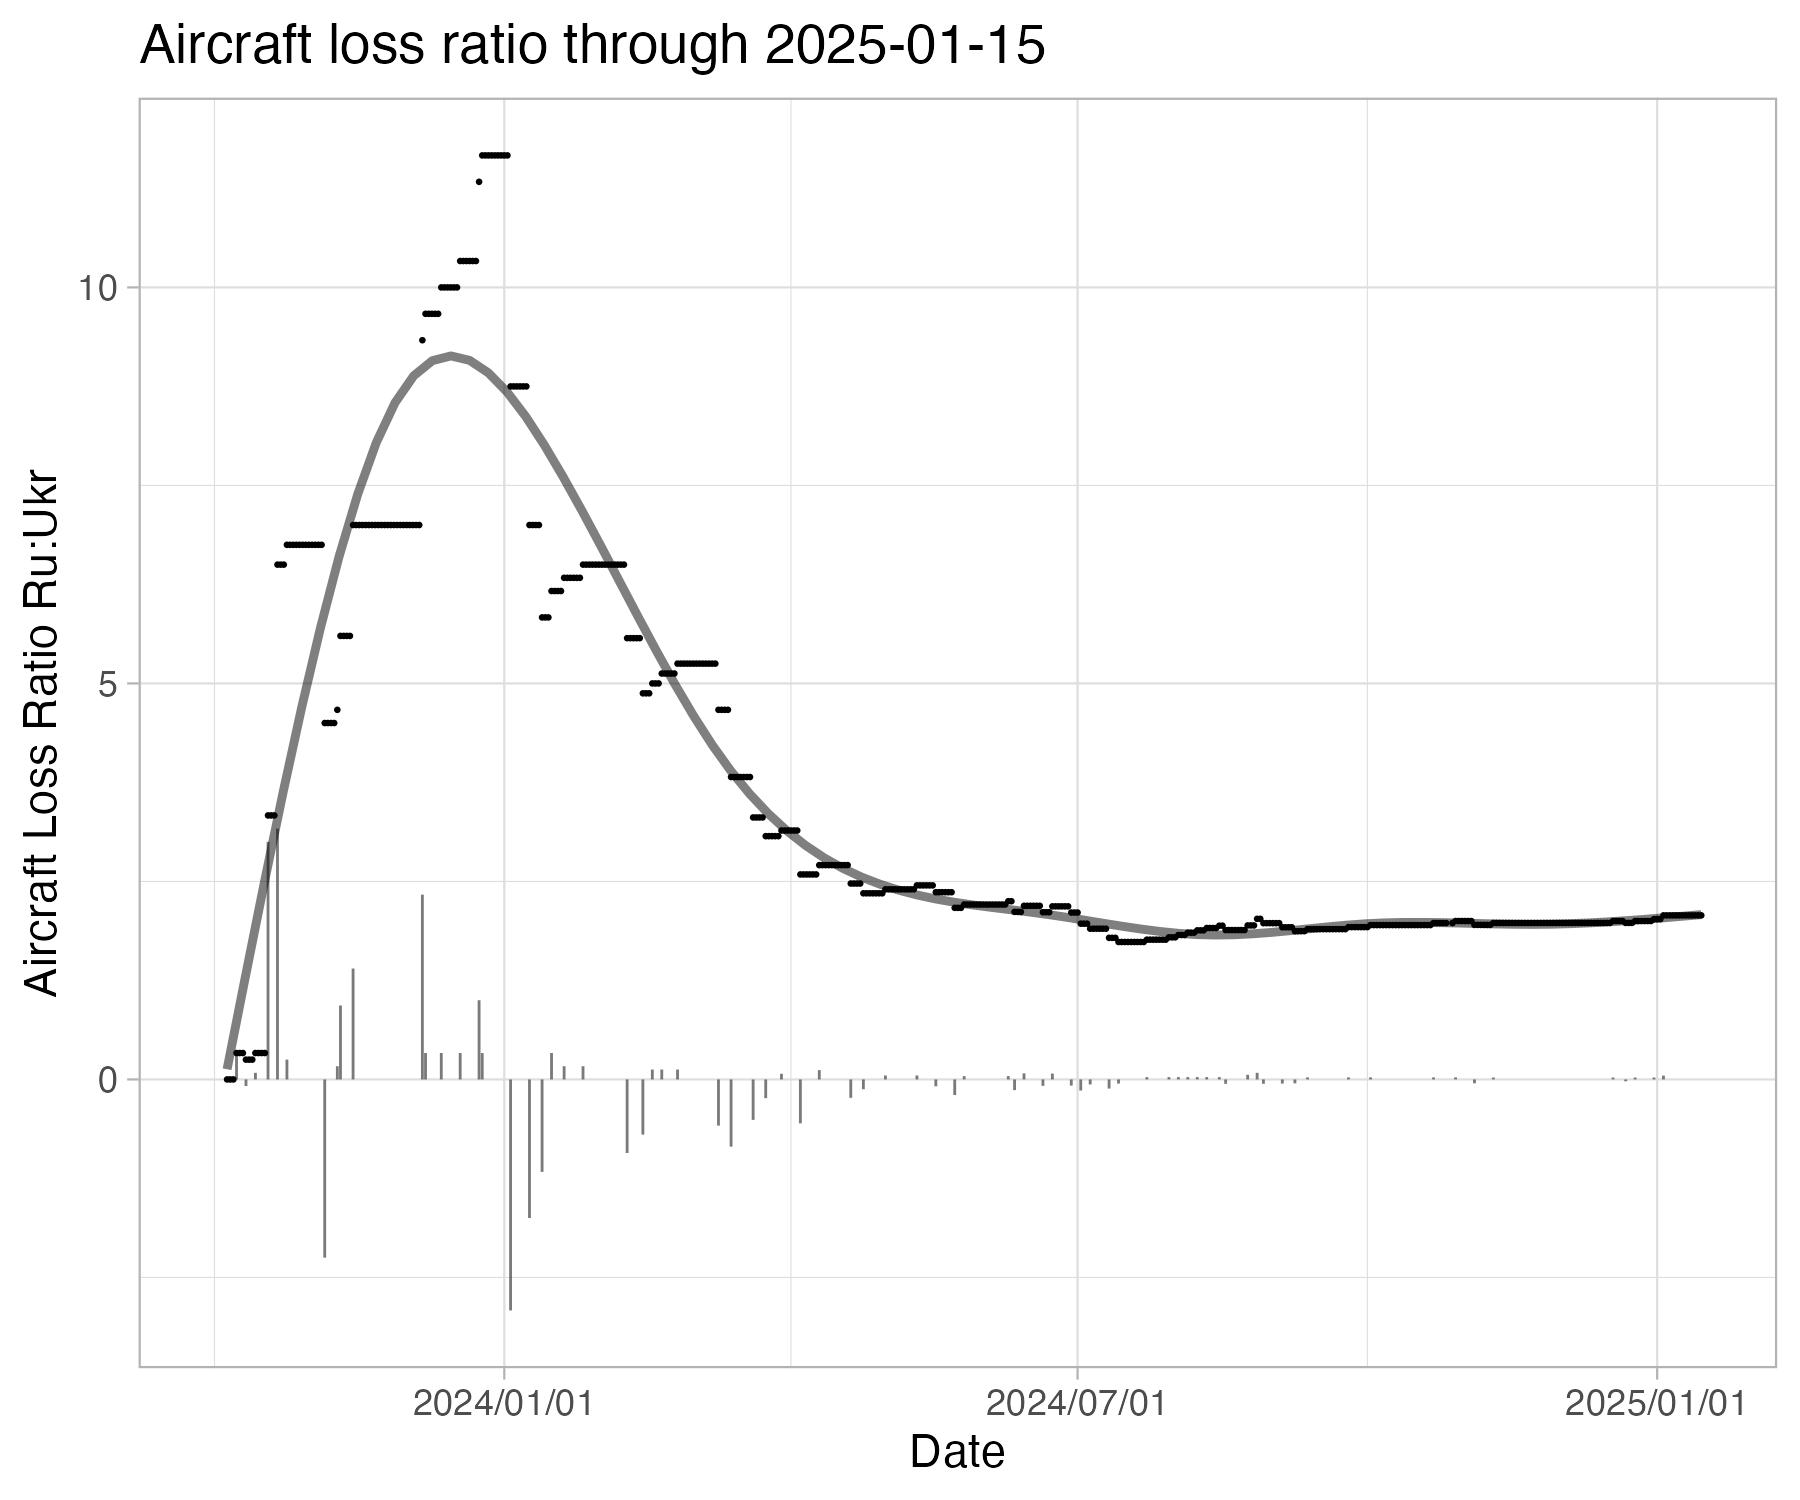 Aircraft loss ratio through 2025-01-15
Aircraft Loss Ratio Ru:Ukr
10
5
0
2024/01/01
2024/07/01
2025/01/01
Date